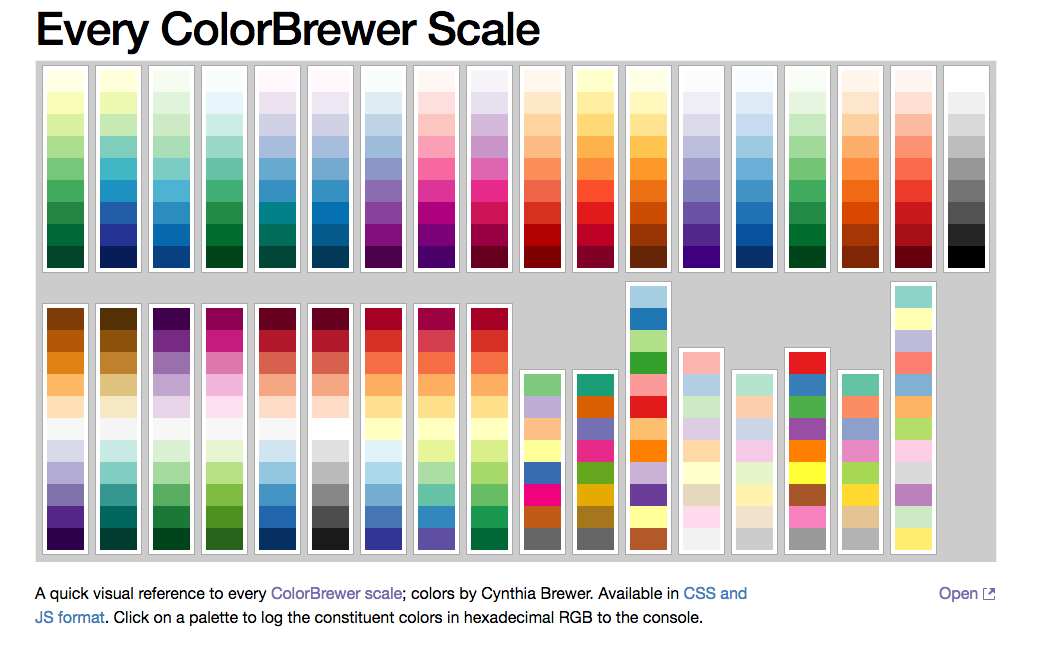 Every ColorBrewer Scale
A quick visual reference to every ColorBrewer scale; colors by Cynthia Brewer. Available in CSS and
JS format. Click on a palette to log the constituent colors in hexadecimal RGB to the console.
Open